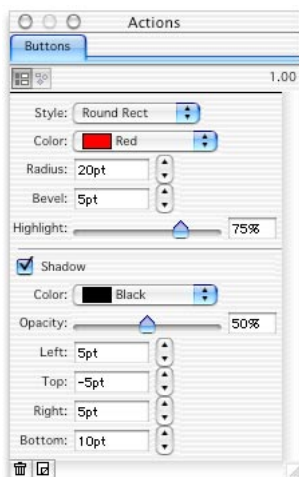 Actions
Buttons
1.00
Style: Round Rect
Color: Red
Radius: 20pt
Bevel: 5pt
Highlight: 75%
Shadow
Color: Black
Opacity: 50%
Left: 5pt
Top: -5pt
Right: 5pt
Bottom: 10pt